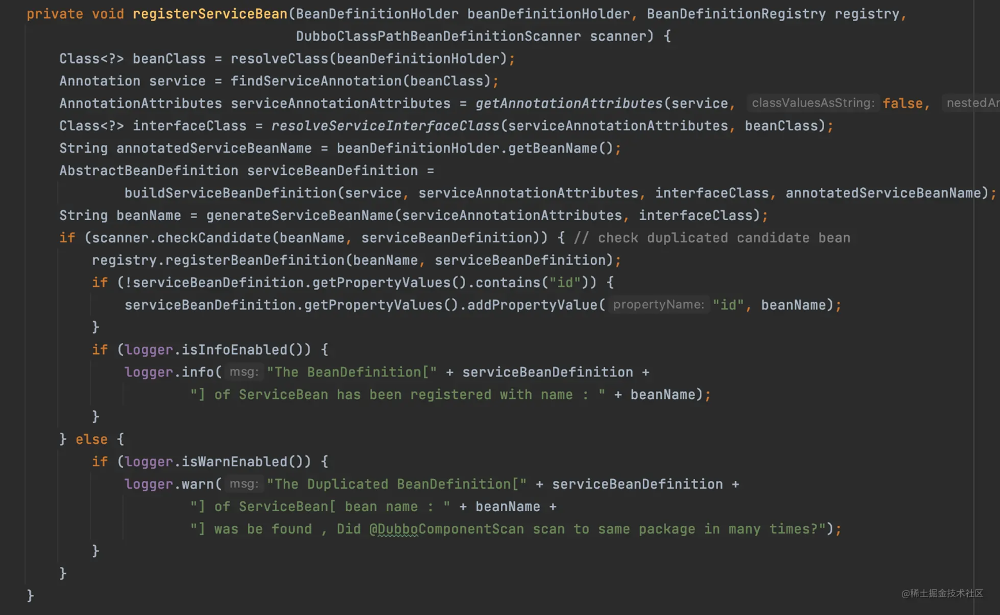 private void registerServiceBean(BeanDefinitionHolder beanDefinitionHolder, BeanDefinitionRegistry registry,
DubboClassPathBeanDefinitionScanner scanner) {
Class<?> beanClass = resolveClass(beanDefinitionHolder);
Annotation service = findServiceAnnotation(beanClass);
AnnotationAttributes serviceAnnotationAttributes = getAnnotationAttributes(service, classValuesAsString: false, nestedAn
Class<?> interfaceClass = resolveServiceInterfaceClass(serviceAnnotationAttributes, beanClass);
String annotatedServiceBeanName = beanDefinitionHolder.getBeanName();
AbstractBeanDefinition serviceBeanDefinition =
buildServiceBeanDefinition(service, serviceAnnotationAttributes, interfaceClass, annotatedServiceBeanName);
String beanName = generateServiceBeanName(serviceAnnotationAttributes, interfaceClass);
if (scanner.checkCandidate(beanName, serviceBeanDefinition)) { // check duplicated candidate bean
registry.registerBeanDefinition(beanName, serviceBeanDefinition);
if (!serviceBeanDefinition.getPropertyValues().contains("id")) {
serviceBeanDefinition.getPropertyValues().addPropertyValue( propertyName: "id", beanName);
}
if (logger.isInfoEnabled()) {
logger.info( msg: "The BeanDefinition[" + serviceBeanDefinition +
"] of ServiceBean has been registered with name : " + beanName);
}
} else {
if (logger.isWarnEnabled()) {
logger.warn( msg: "The Duplicated BeanDefinition[" + serviceBeanDefinition +
"] of ServiceBean[ bean name : " + beanName +
"] was be found , Did @DubboComponentScan scan to same package in many times?");
}
}
}
@稀土掘金技术社区